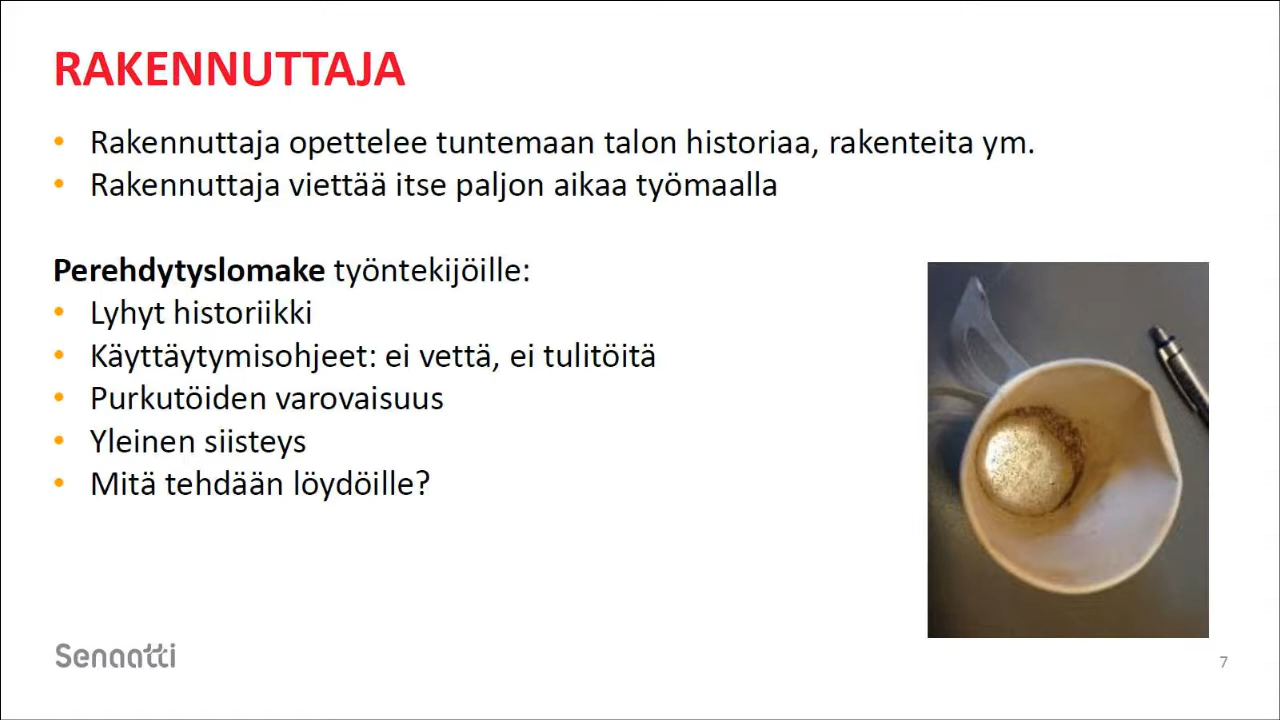 RAKENNUTTAJA
• Rakennuttaja opettelee tuntemaan talon historiaa, rakenteita ym.
• Rakennuttaja viettää itse paljon aikaa työmaalla
Perehdytyslomake työntekijöille:
• Lyhyt historiikki
• Käyttäytymisohjeet: ei vettä, ei tulitöitä
• Purkutöiden varovaisuus
• Yleinen siisteys
• Mitä tehdään löydöille?
Senaatti
7